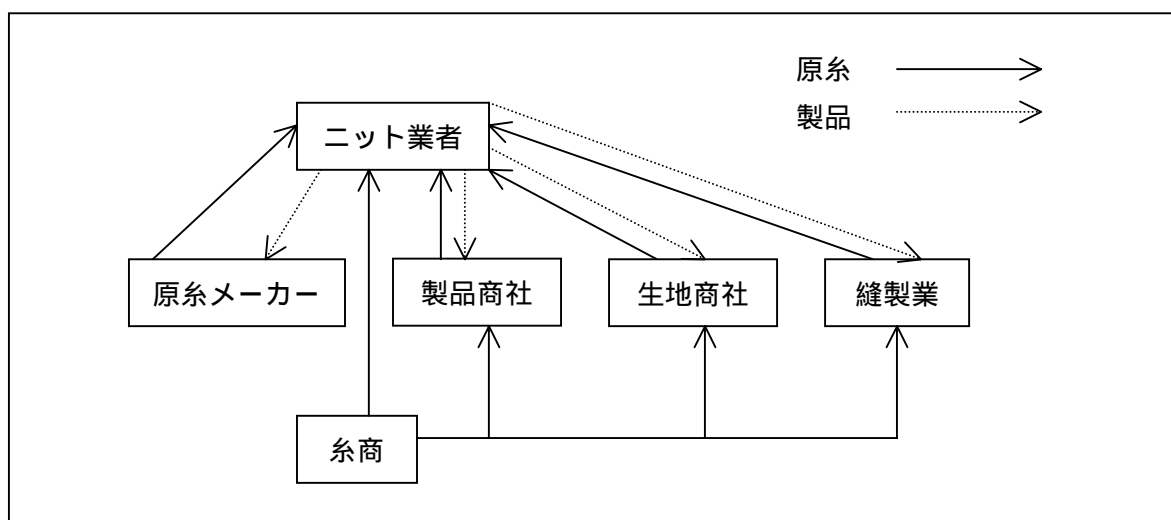 原糸
製品
ニット業者
原糸メーカー
製品商社
生地商社
縫製業
糸商